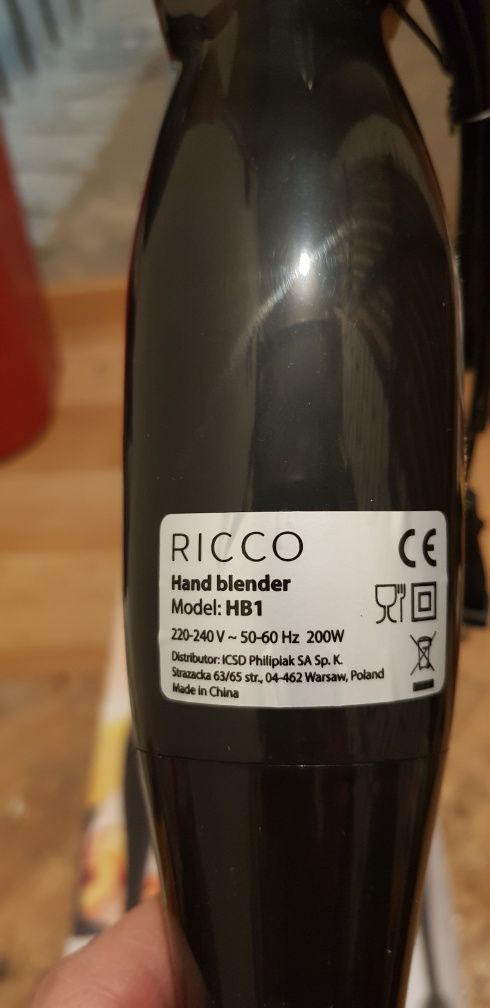 RICCO
CE
Hand blender
Model: HB1
220-240 V ~ 50-60 Hz 200W
Distributor: ICSD Philipiak SA Sp. K.
Strazacka 63/65 str., 04-462 Warsaw, Poland
Made in China